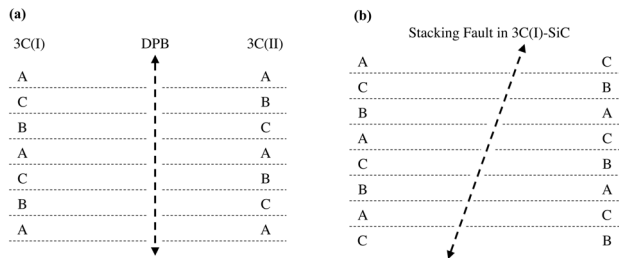 (a)
3C(I) DPB 3C(II)
A A
C B
B C
A A
C B
B C
A A
(b)
Stacking Fault in 3C(I)-SiC
A C
C B
B A
A C
C B
B A
A C
C B